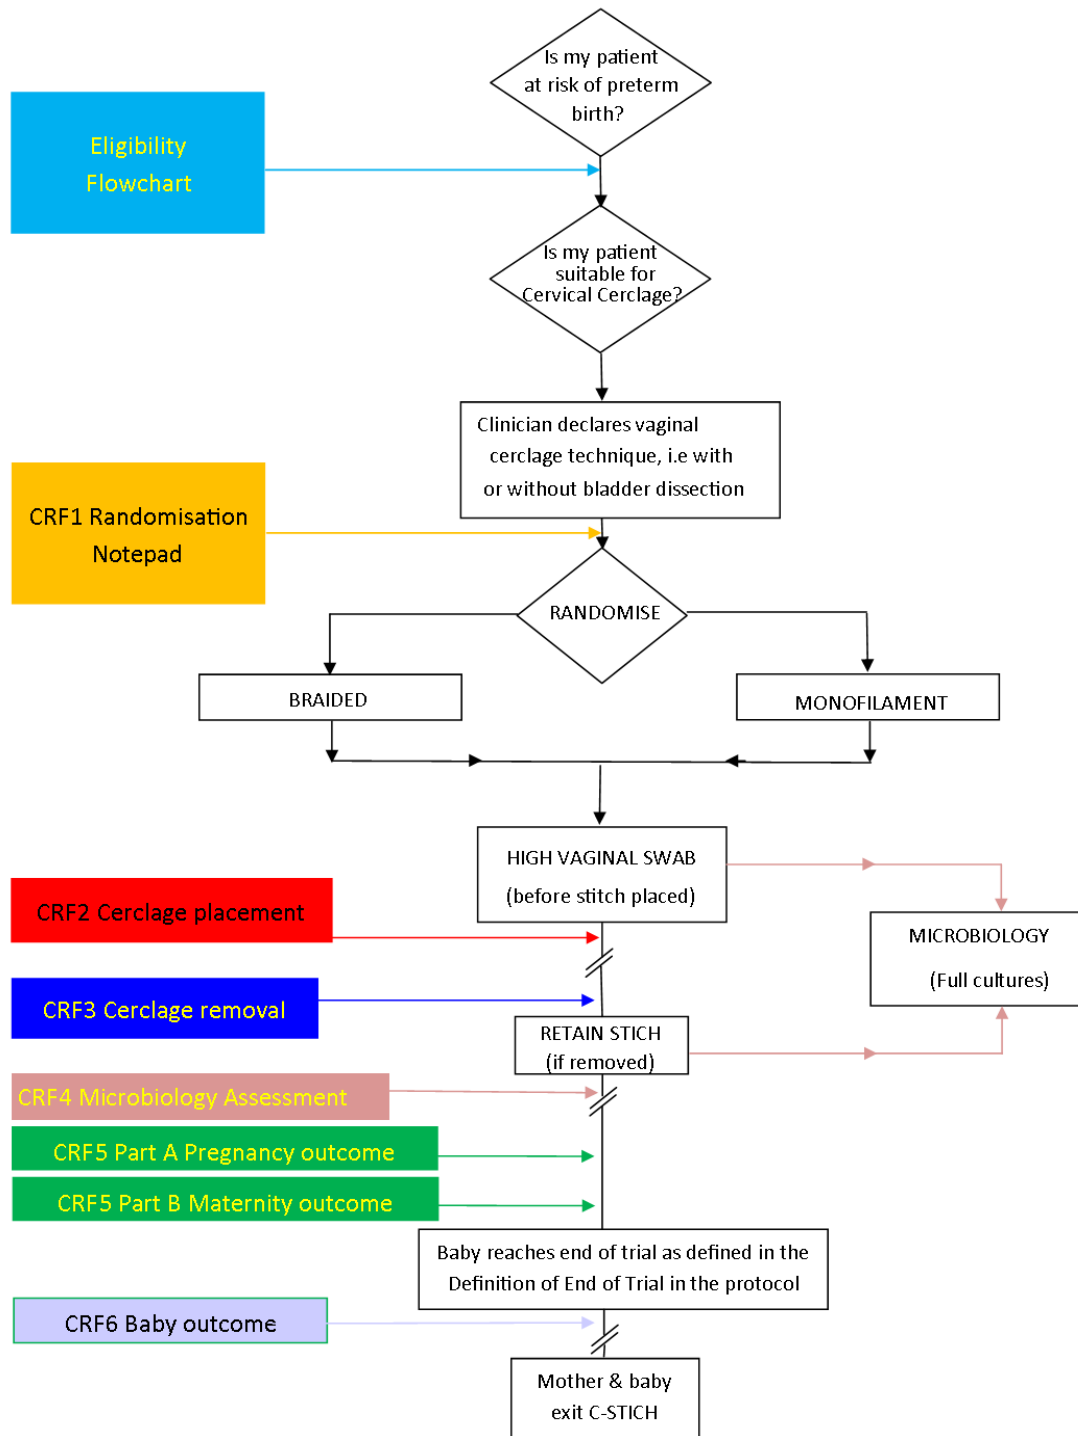 Is my patient
at risk of preterm
birth?
Eligibility
Flowchart
Is my patient
suitable for
Cervical Cerclage?
Clinician declares vaginal
cerclage technique, i.e with
or without bladder dissection
CRF1 Randomisation
Notepad
RANDOMISE
BRAIDED
MONOFILAMENT
HIGH VAGINAL SWAB
(before stitch placed)
CRF2 Cerclage placement
MICROBIOLOGY
(Full cultures)
CRF3 Cerclage removal
RETAIN STICH
(if removed)
CRF4 Microbiology Assessment
CRF5 Part A Pregnancy outcome
CRF5 Part B Maternity outcome
Baby reaches end of trial as defined in the
Definition of End of Trial in the protocol
CRF6 Baby outcome
Mother & baby
exit C-STICH